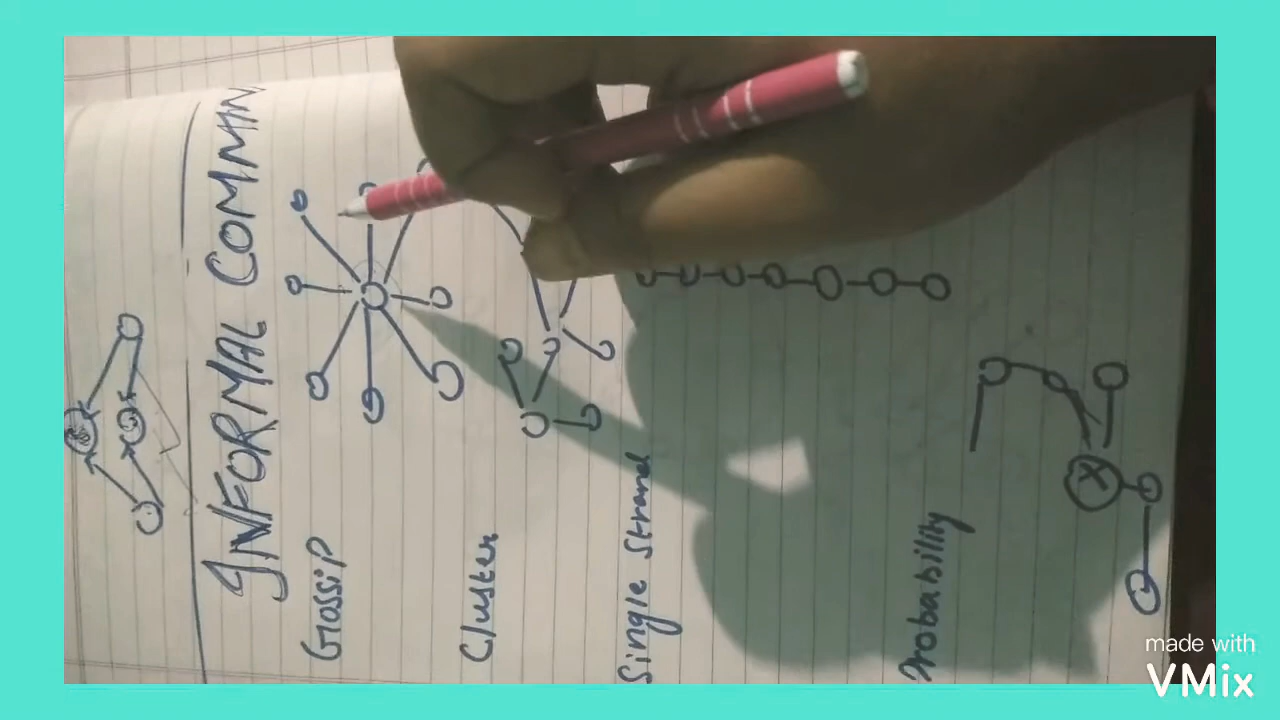 INFORMAL COMMN
Gossip
Cluster
Single Strand
Probability
X
made with
VMix